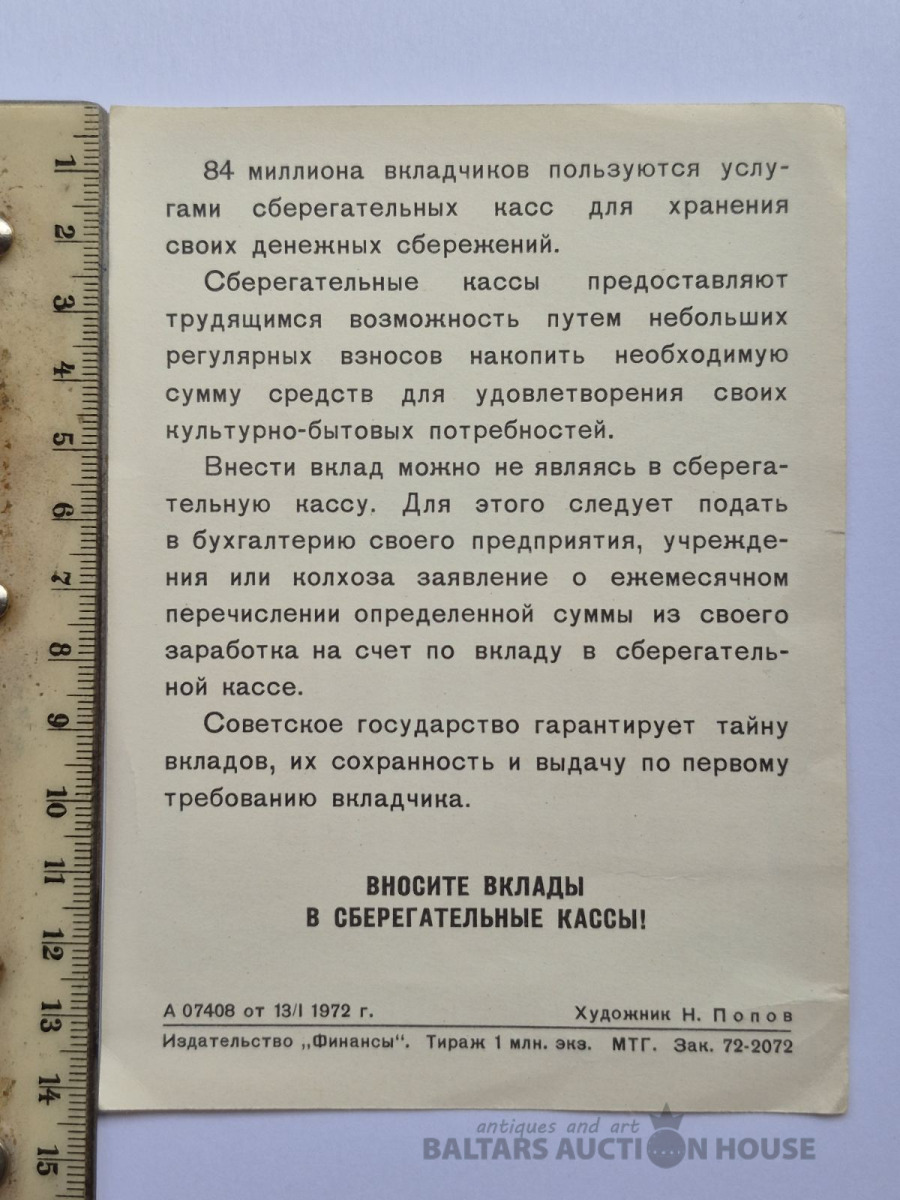 84 миллиона вкладчиков пользуются услу-
гами сберегательных касс для хранения
своих денежных сбережений.
Сберегательные кассы предоставляют
трудящимся возможность путем небольших
регулярных взносов накопить необходимую
сумму средств для удовлетворения своих
культурно-бытовых потребностей.
Внести вклад можно не являясь в сберега-
тельную кассу. Для этого следует подать
в бухгалтерию своего предприятия, учрежде-
ния или колхоза заявление о ежемесячном
перечислении определенной суммы из своего
заработка на счет по вкладу в сберегатель-
ной кассе.
Советское государство гарантирует тайну
вкладов, их сохранность и выдачу по первому
требованию вкладчика.
ВНОСИТЕ ВКЛАДЫ
В СБЕРЕГАТЕЛЬНЫЕ КАССЫ!
А 07408 от 13/I 1972 г. Художник Н. Попов
Издательство „Финансы“. Тираж 1 млн. экз. МТГ. Зак. 72-2072
1
2
3
4
5
6
7
8
9
10
11
12
13
14
15
antiques and art
BALTARS AUCTION HOUSE